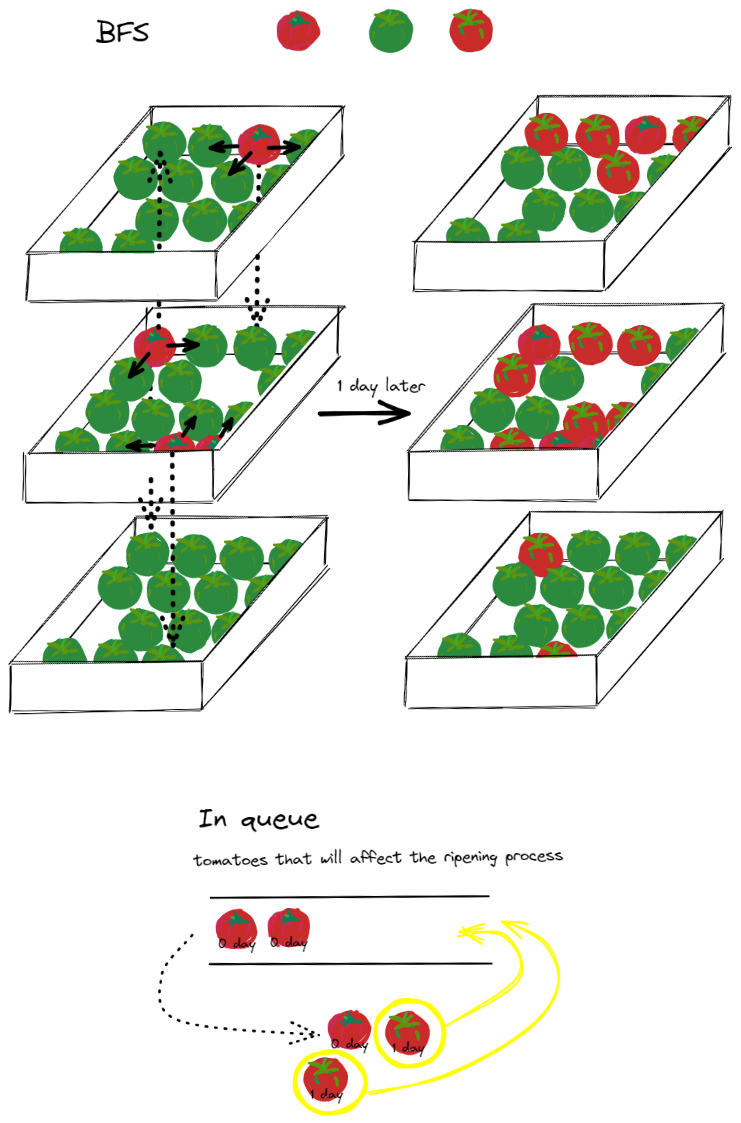 BFS
1 day later
In queue
tomatoes that will affect the ripening process
0 day
0 day
0 day
1 day
1 day